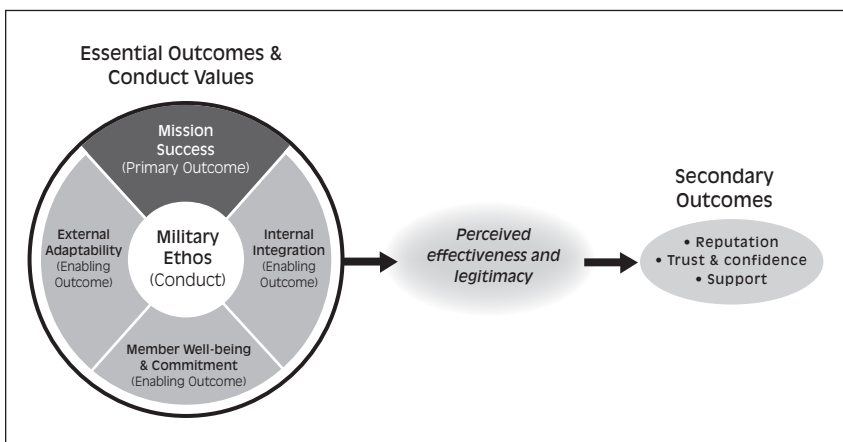 Essential Outcomes &
Conduct Values
Mission
Success
(Primary Outcome)
External
Adaptability
(Enabling
Outcome)
Military
Ethos
(Conduct)
Internal
Integration
(Enabling
Outcome)
Member Well-being
& Commitment
(Enabling Outcome)
Perceived
effectiveness and
legitimacy
Secondary
Outcomes
• Reputation
• Trust & confidence
• Support